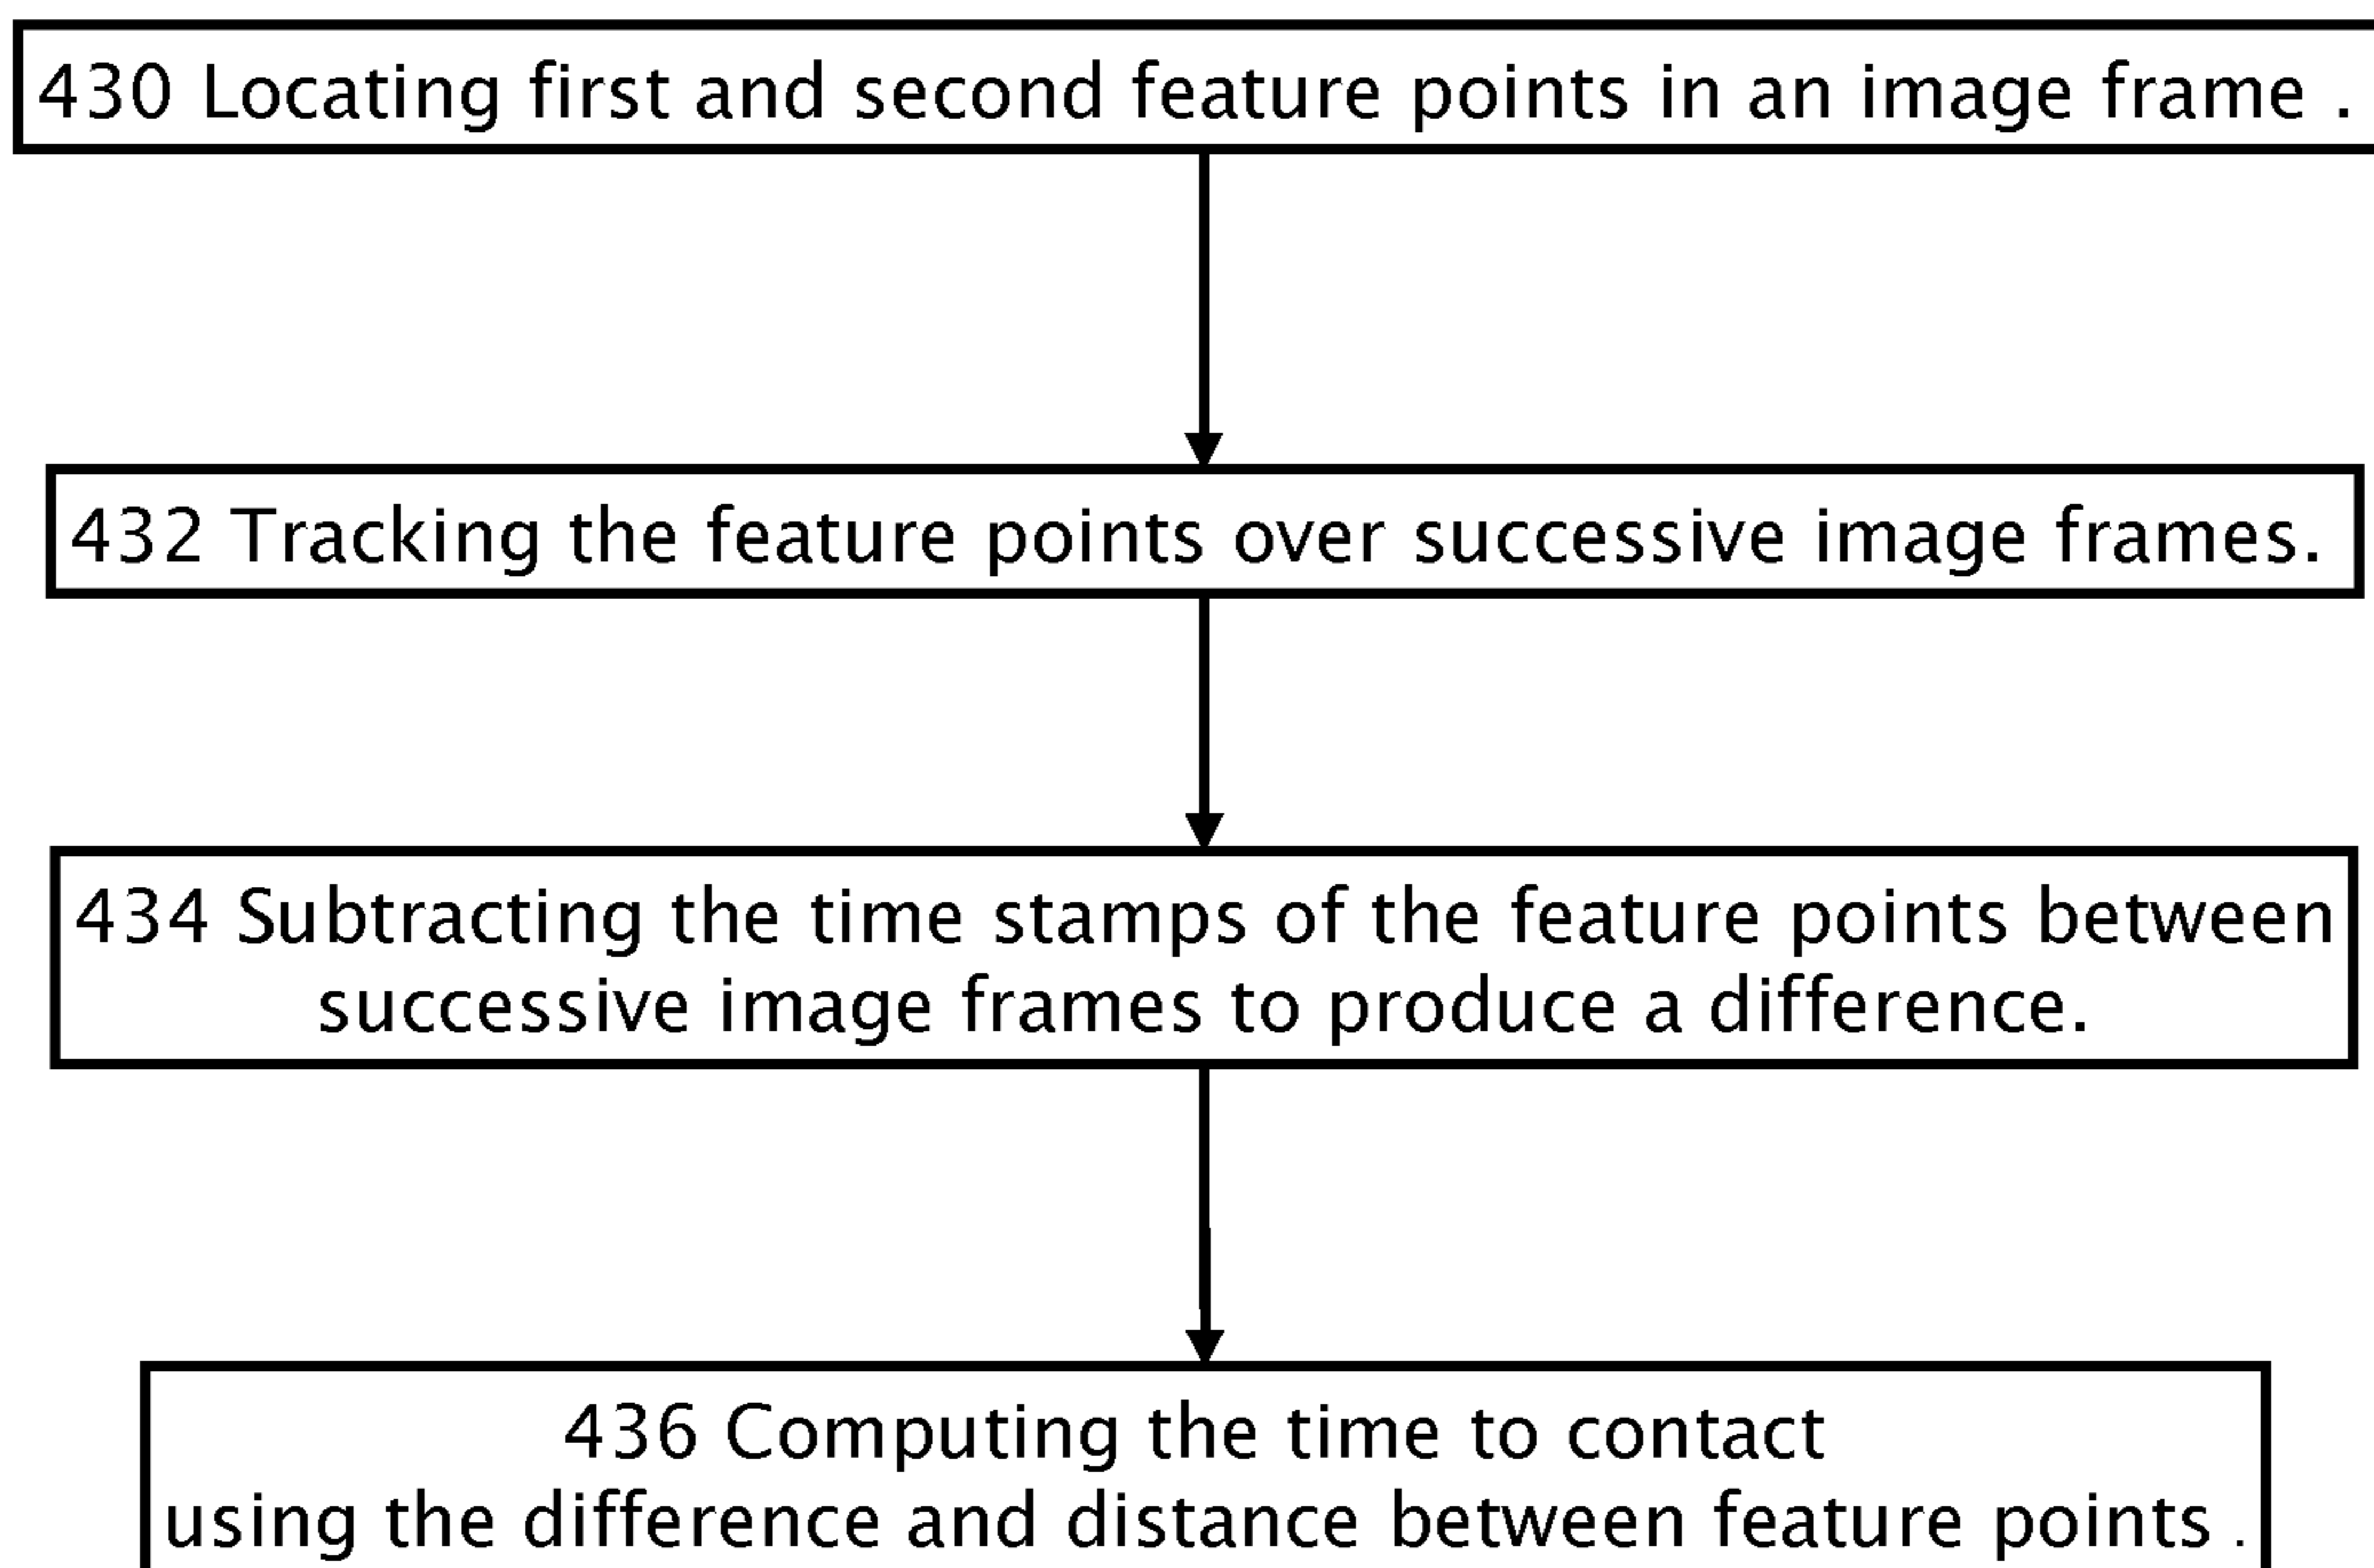 430 Locating first and second feature points in an image frame .
432 Tracking the feature points over successive image frames.
434 Subtracting the time stamps of the feature points between
successive image frames to produce a difference.
436 Computing the time to contact
using the difference and distance between feature points .